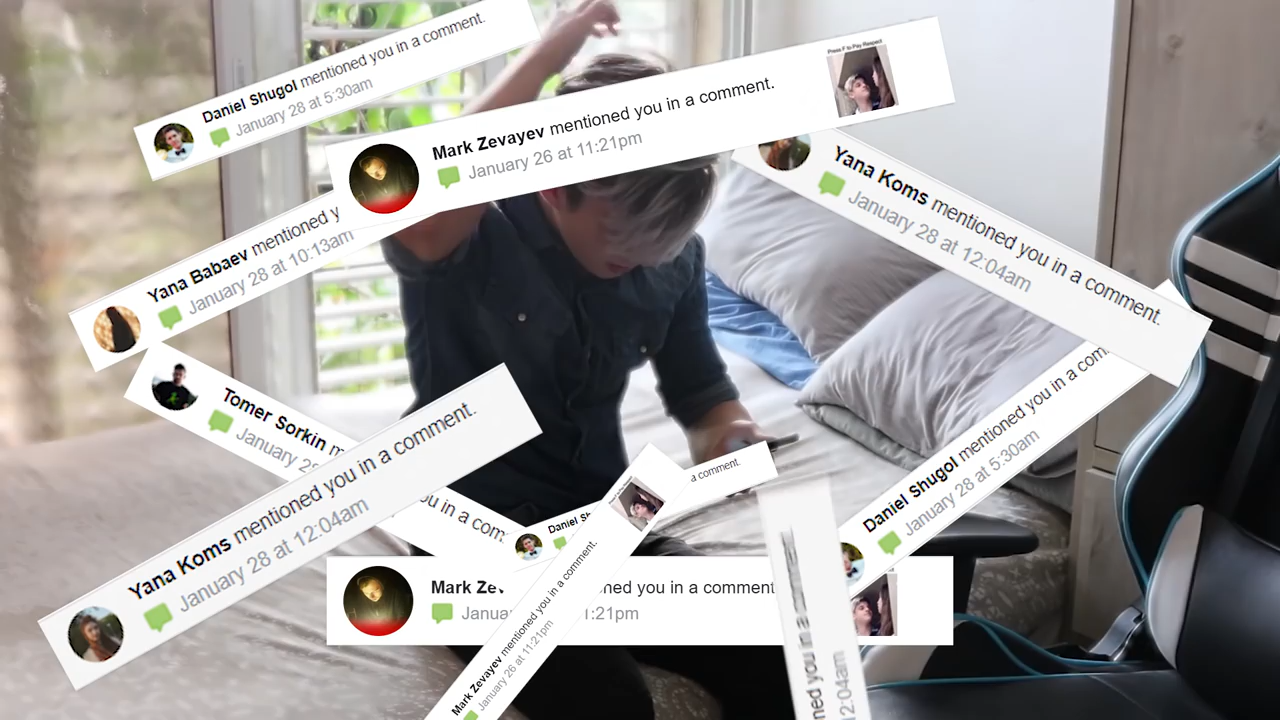 Daniel Shugol mentioned you in a comment.
January 28 at 5:30am
Press F to Pay Respect
Mark Zevayev mentioned you in a comment.
January 26 at 11:21pm
Yana Koms mentioned you in a comment.
January 28 at 12:04am
Yana Babaev mentioned y
January 28 at 10:13am
Tomer Sorkin m
January 2
ou in a com
Daniel Shugol mentioned you in a com
January 28 at 5:30am
Yana Koms mentioned you in a comment.
January 28 at 12:04am
a comment.
Daniel S
Mark Zev ned you in a comment
Janua 1:21pm
Mark Zevayev mentioned you in a comment.
January 26 at 11:21pm
ned you in a comment
12:04am